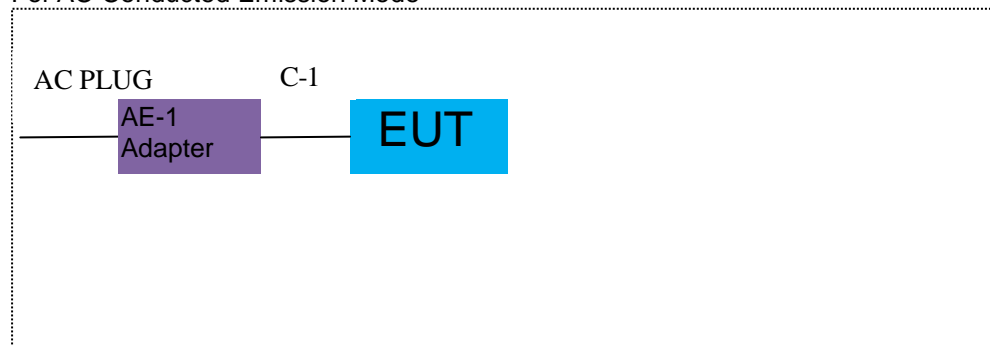 For AC Conducted Emission Mode
AC PLUG
C-1
AE-1
Adapter
EUT